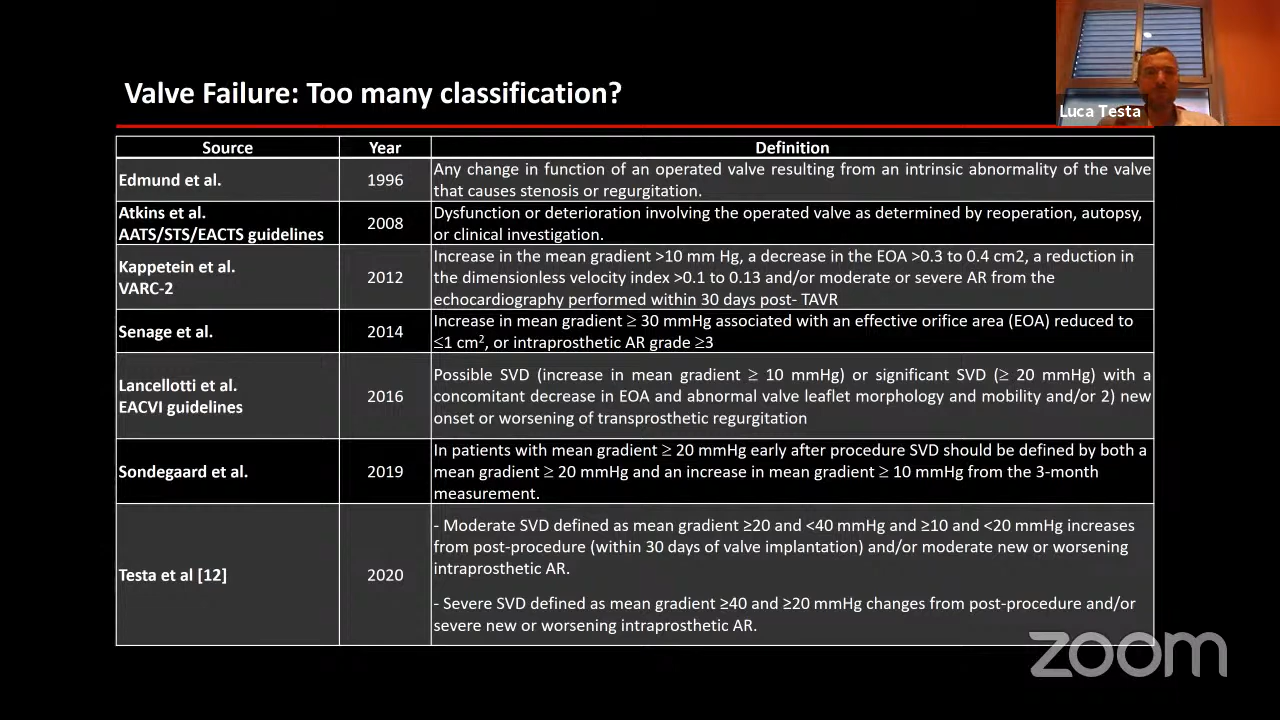 Valve Failure: Too many classification?
Luca Testa
Source Year Definition
Edmund et al. 1996 Any change in function of an operated valve resulting from an intrinsic abnormality of the valve
that causes stenosis or regurgitation.
Atkins et al.
AATS/STS/EACTS guidelines
2008
Dysfunction or deterioration involving the operated valve as determined by reoperation, autopsy,
or clinical investigation.
Kappetein et al.
VARC-2
2012
Increase in the mean gradient >10 mm Hg, a decrease in the EOA >0.3 to 0.4 cm2, a reduction in
the dimensionless velocity index >0.1 to 0.13 and/or moderate or severe AR from the
echocardiography performed within 30 days post- TAVR
Senage et al. 2014 Increase in mean gradient ≥ 30 mmHg associated with an effective orifice area (EOA) reduced to
≤1 cm², or intraprosthetic AR grade ≥3
Lancellotti et al.
EACVI guidelines
2016
Possible SVD (increase in mean gradient ≥ 10 mmHg) or significant SVD (≥ 20 mmHg) with a
concomitant decrease in EOA and abnormal valve leaflet morphology and mobility and/or 2) new
onset or worsening of transprosthetic regurgitation
Sondegaard et al. 2019
In patients with mean gradient ≥ 20 mmHg early after procedure SVD should be defined by both a
mean gradient ≥ 20 mmHg and an increase in mean gradient ≥ 10 mmHg from the 3-month
measurement.
Testa et al [12] 2020
- Moderate SVD defined as mean gradient ≥20 and <40 mmHg and ≥10 and <20 mmHg increases
from post-procedure (within 30 days of valve implantation) and/or moderate new or worsening
intraprosthetic AR.
- Severe SVD defined as mean gradient ≥40 and ≥20 mmHg changes from post-procedure and/or
severe new or worsening intraprosthetic AR.
zoom